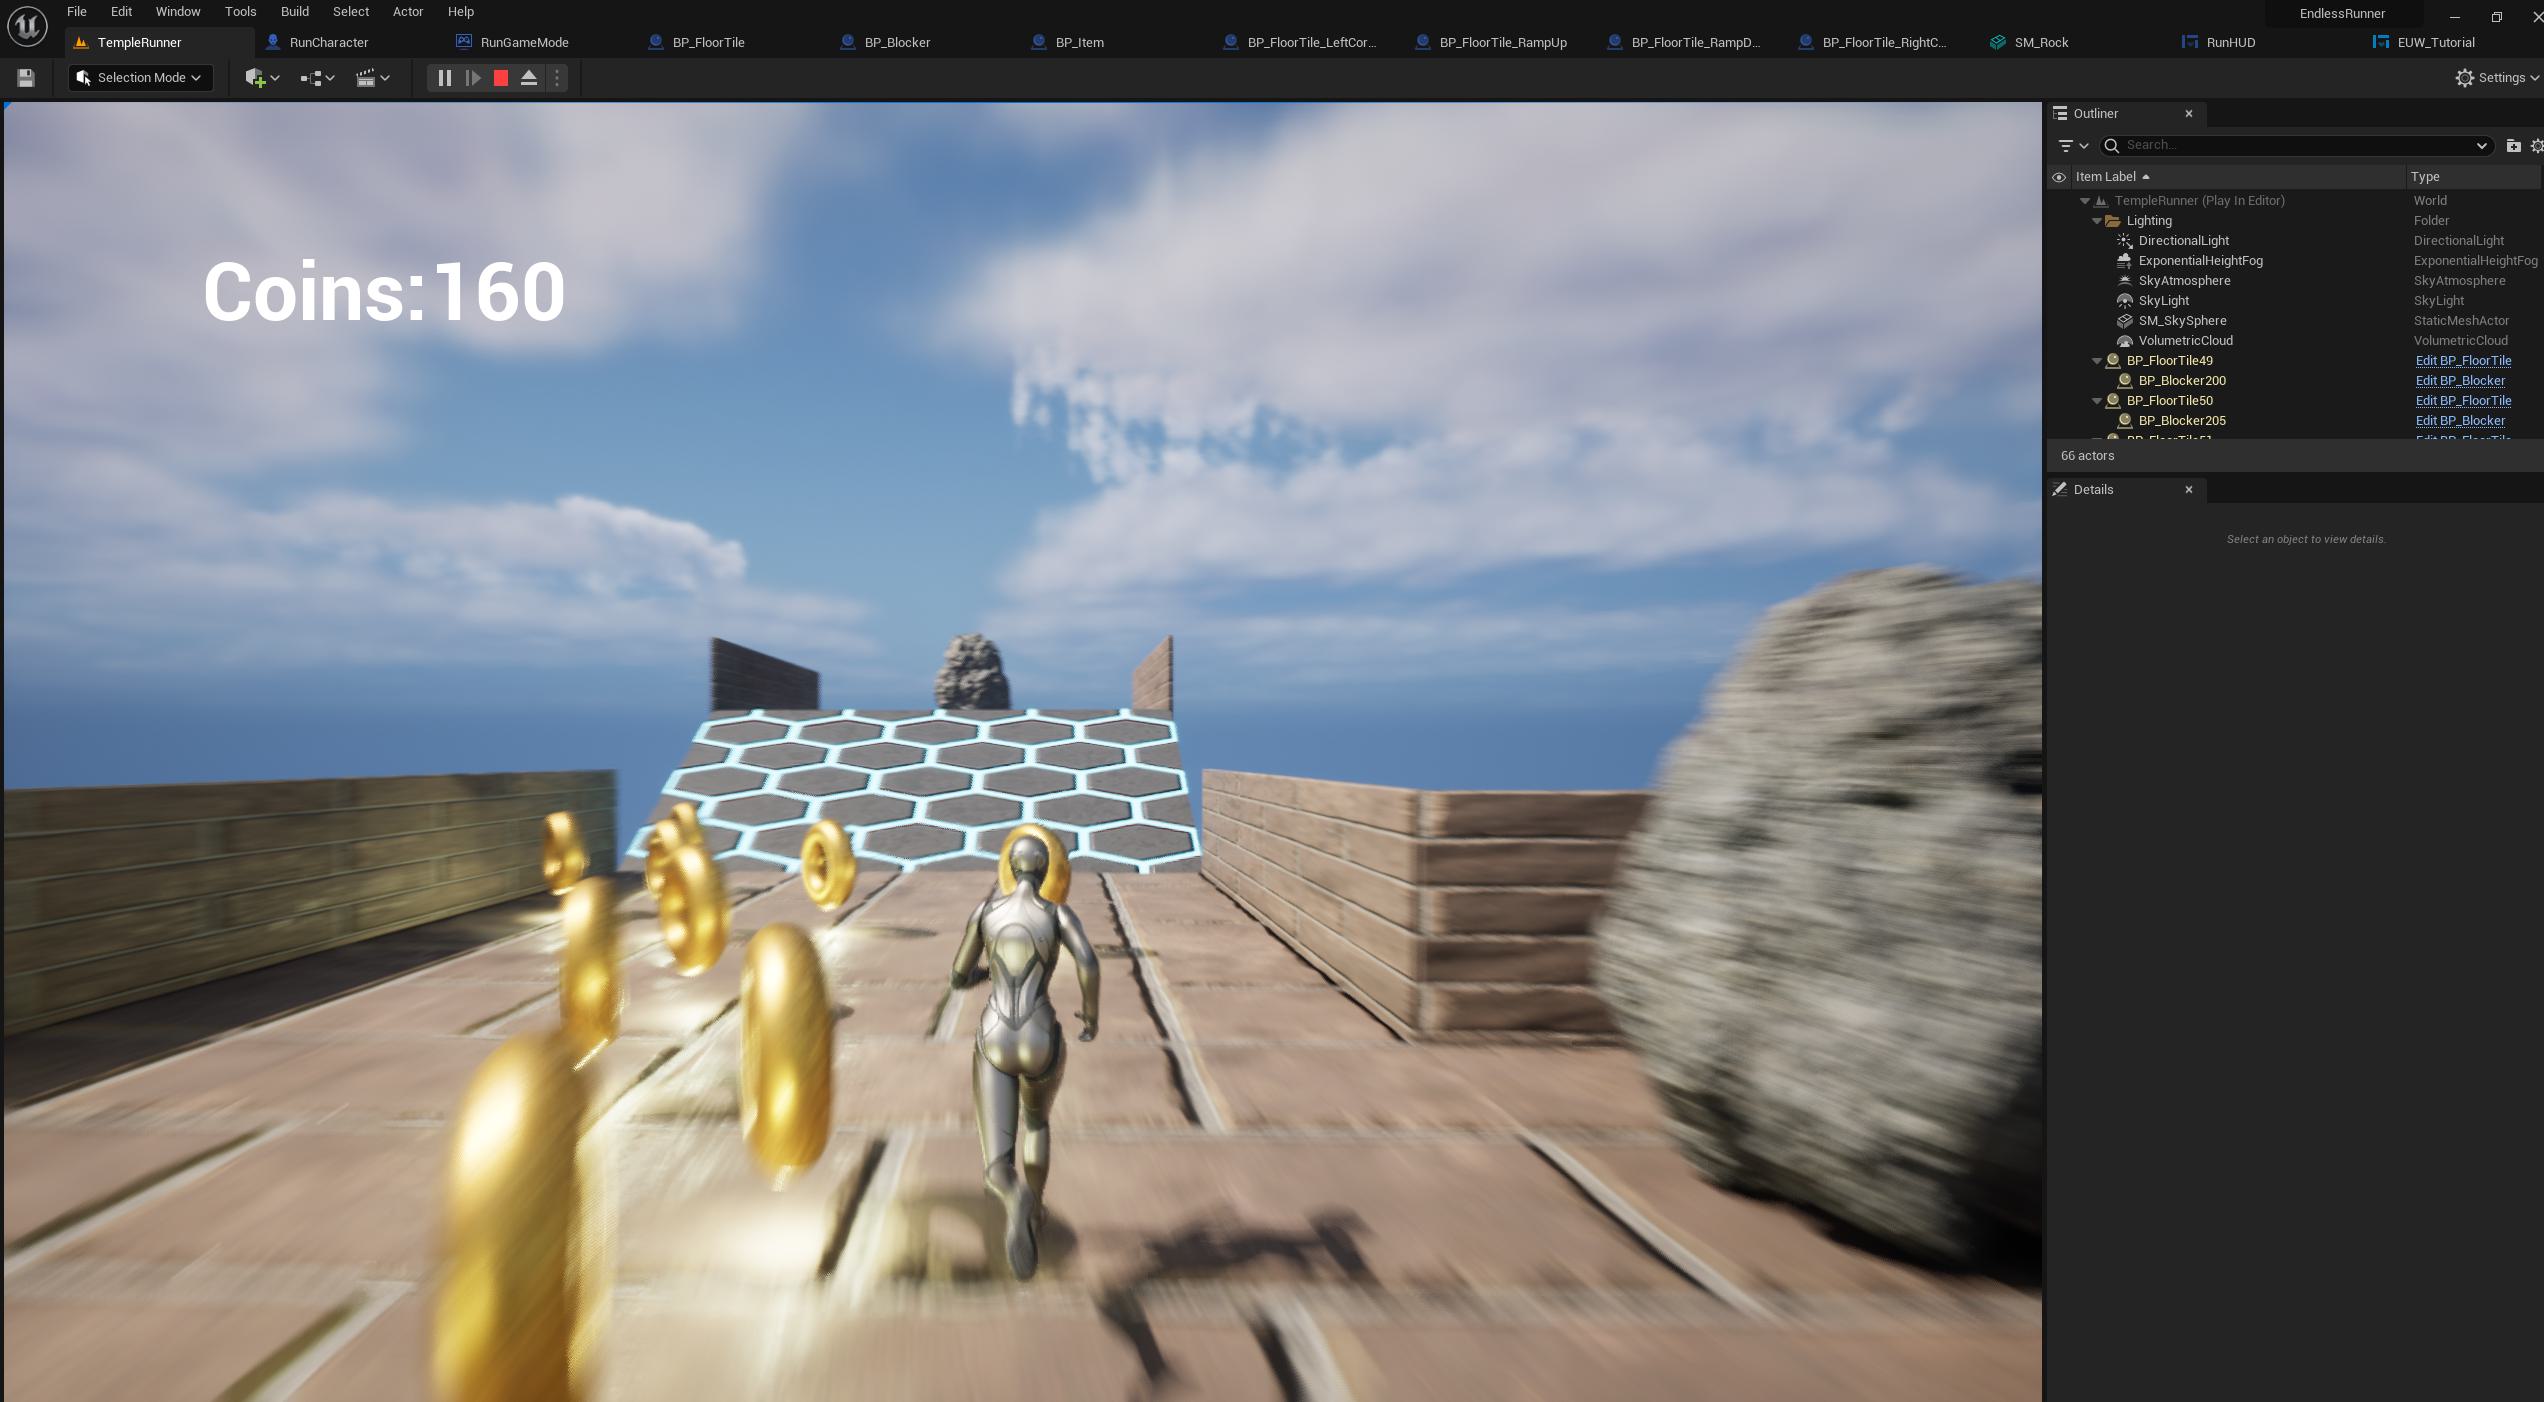 File Edit Window Tools Build Select Actor Help
EndlessRunner
TempleRunner RunCharacter RunGameMode BP_FloorTile BP_Blocker BP_Item BP_FloorTile_LeftCor... BP_FloorTile_RampUp BP_FloorTile_RampD... BP_FloorTile_RightC... SM_Rock RunHUD EUW_Tutorial
Selection Mode
Settings
Coins:160
Outliner
Search...
Item Label Type
TempleRunner (Play In Editor) World
Lighting Folder
DirectionalLight DirectionalLight
ExponentialHeightFog ExponentialHeightFog
SkyAtmosphere SkyAtmosphere
SkyLight SkyLight
SM_SkySphere StaticMeshActor
VolumetricCloud VolumetricCloud
BP_FloorTile49 Edit BP_FloorTile
BP_Blocker200 Edit BP_Blocker
BP_FloorTile50 Edit BP_FloorTile
BP_Blocker205 Edit BP_Blocker
66 actors
Details
Select an object to view details.